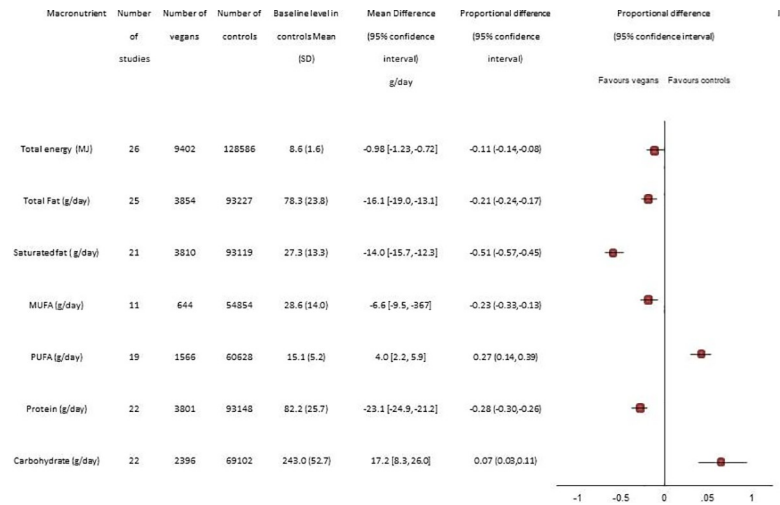 Macronutrient Number of studies Number of vegans Number of controls Baseline level in controls Mean (SD) Mean Difference (95% confidence interval) g/day Proportional difference (95% confidence interval) Proportional difference (95% confidence interval)
Favours vegans Favours controls
Total energy (MJ) 26 9402 128586 8.6 (1.6) -0.98 [-1.23,-0.72] -0.11 (-0.14,-0.08)
Total Fat (g/day) 25 3854 93227 78.3 (23.8) -16.1 [-19.0, -13.1] -0.21 (-0.24,-0.17)
Saturated fat (g/day) 21 3810 93119 27.3 (13.3) -14.0 [-15.7, -12.3] -0.51 (-0.57,-0.45)
MUFA (g/day) 11 644 54854 28.6 (14.0) -6.6 [-9.5, -367] -0.23 (-0.33,-0.13)
PUFA (g/day) 19 1566 60628 15.1 (5.2) 4.0 [2.2, 5.9] 0.27 (0.14, 0.39)
Protein (g/day) 22 3801 93148 82.2 (25.7) -23.1 [-24.9, -21.2] -0.28 (-0.30,-0.26)
Carbohydrate (g/day) 22 2396 69102 243.0 (52.7) 17.2 [8.3, 26.0] 0.07 (0.03,0.11)
-1 -0.5 0 .05 1